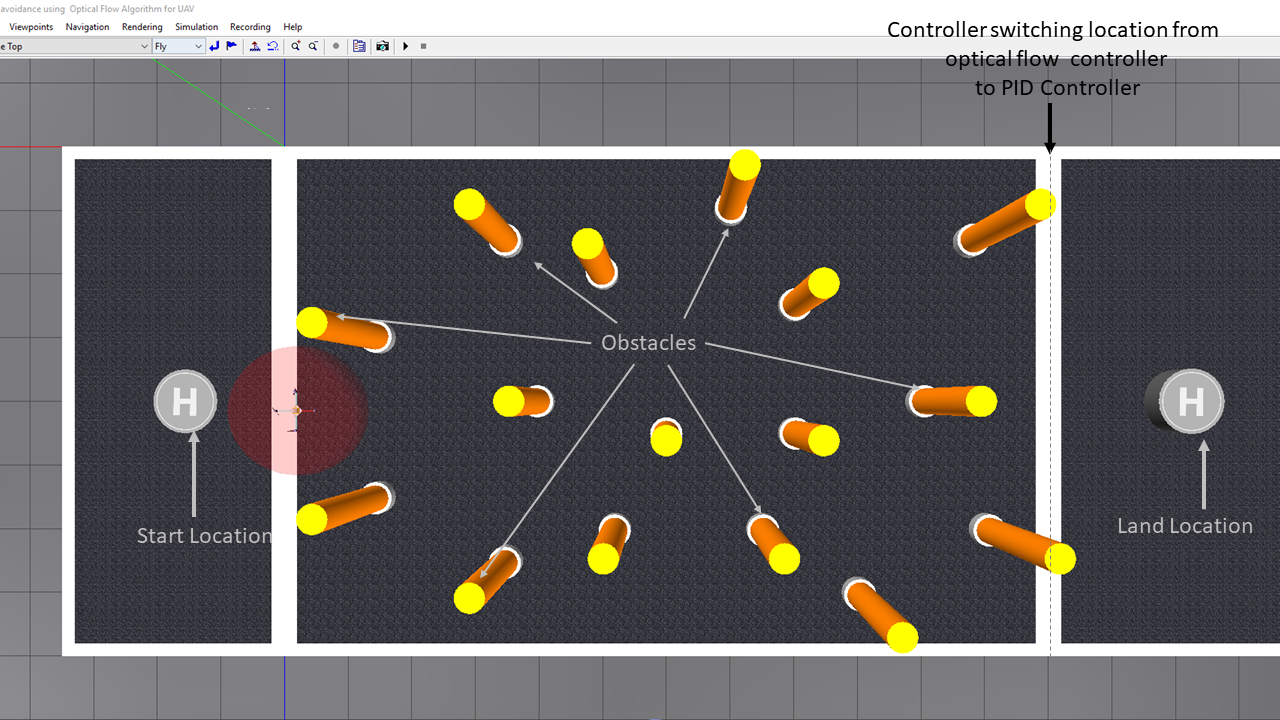 avoidance using Optical Flow Algorithm for UAV
Viewpoints Navigation Rendering Simulation Recording Help
e Top Fly
Controller switching location from
optical flow controller
to PID Controller
Obstacles
H
H
Start Location
Land Location